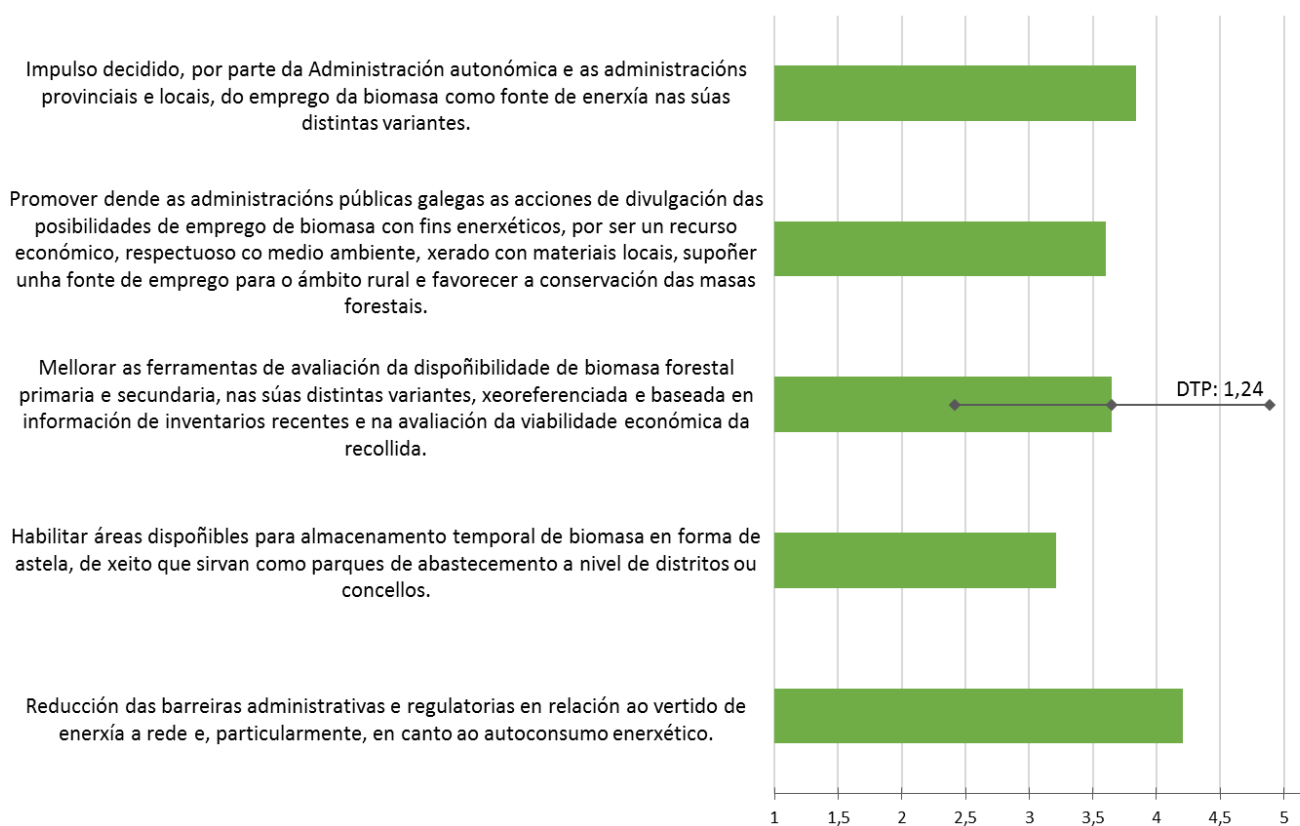 Impulso decidido, por parte da Administración autonómica e as administracións
provinciais e locais, do emprego da biomasa como fonte de enerxía nas súas
distintas variantes.
Promover dende as administracións públicas galegas as acciones de divulgación das
posibilidades de emprego de biomasa con fins enerxéticos, por ser un recurso
económico, respectuoso co medio ambiente, xerado con materiais locais, supoñer
unha fonte de emprego para o ámbito rural e favorecer a conservación das masas
forestais.
Mellorar as ferramentas de avaliación da dispoñibilidade de biomasa forestal
primaria e secundaria, nas súas distintas variantes, xeoreferenciada e baseada en
información de inventarios recentes e na avaliación da viabilidade económica da
recollida.
DTP: 1,24
Habilitar áreas dispoñibles para almacenamento temporal de biomasa en forma de
astela, de xeito que sirvan como parques de abastecemento a nivel de distritos ou
concellos.
Reducción das barreiras administrativas e regulatorias en relación ao vertido de
enerxía a rede e, particularmente, en canto ao autoconsumo enerxético.
1 1,5 2 2,5 3 3,5 4 4,5 5